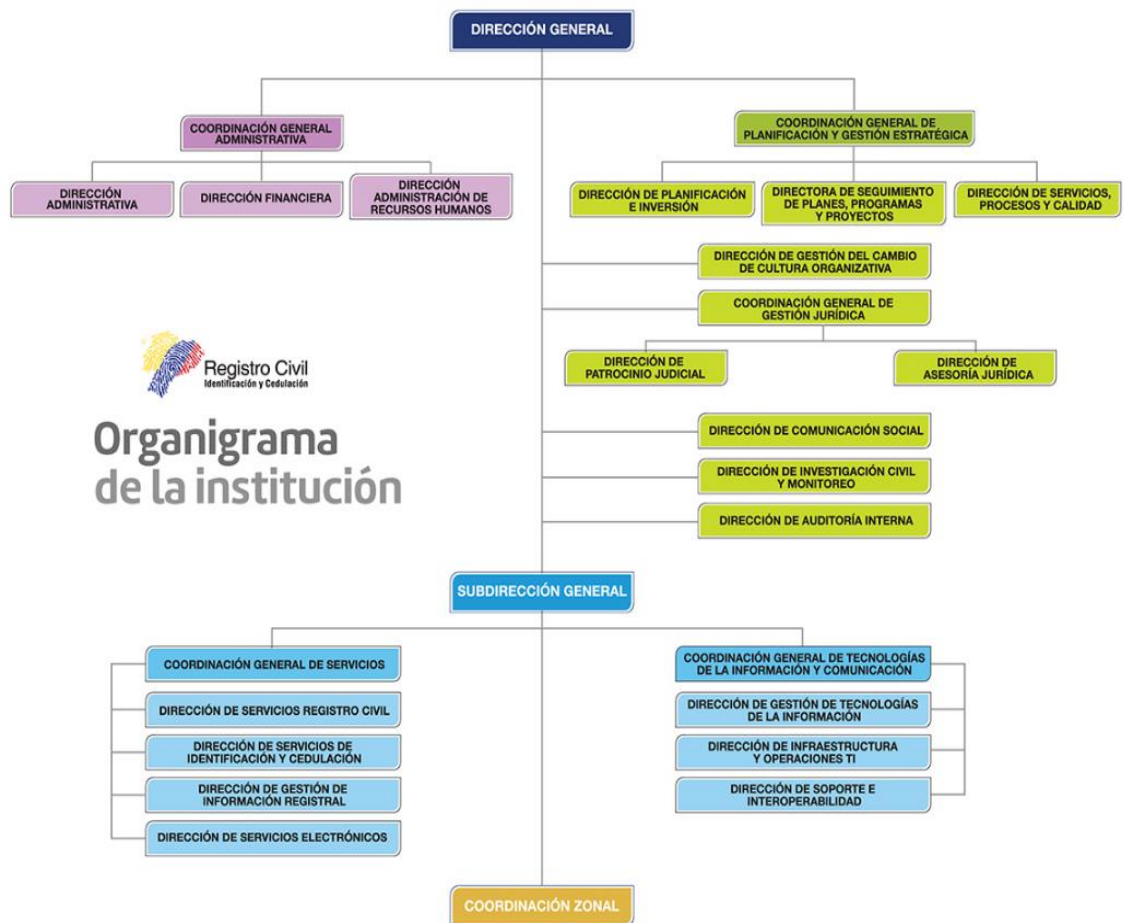 DIRECCIÓN GENERAL
COORDINACIÓN GENERAL
ADMINISTRATIVA
COORDINACIÓN GENERAL DE
PLANIFICACIÓN Y GESTIÓN ESTRATÉGICA
DIRECCIÓN
ADMINISTRATIVA
DIRECCIÓN FINANCIERA
DIRECCIÓN
ADMINISTRACIÓN DE
RECURSOS HUMANOS
DIRECCIÓN DE PLANIFICACIÓN
E INVERSIÓN
DIRECTORA DE SEGUIMIENTO
DE PLANES, PROGRAMAS
Y PROYECTOS
DIRECCIÓN DE SERVICIOS,
PROCESOS Y CALIDAD
DIRECCIÓN DE GESTIÓN DEL CAMBIO
DE CULTURA ORGANIZATIVA
COORDINACIÓN GENERAL DE
GESTIÓN JURÍDICA
DIRECCIÓN DE
PATROCINIO JUDICIAL
DIRECCIÓN DE
ASESORÍA JURÍDICA
Registro Civil
Identificación y Cedulación
Organigrama
de la institución
DIRECCIÓN DE COMUNICACIÓN SOCIAL
DIRECCIÓN DE INVESTIGACIÓN CIVIL
Y MONITOREO
DIRECCIÓN DE AUDITORÍA INTERNA
SUBDIRECCIÓN GENERAL
COORDINACIÓN GENERAL DE SERVICIOS
DIRECCIÓN DE SERVICIOS REGISTRO CIVIL
DIRECCIÓN DE SERVICIOS DE
IDENTIFICACIÓN Y CEDULACIÓN
DIRECCIÓN DE GESTIÓN DE
INFORMACIÓN REGISTRAL
DIRECCIÓN DE SERVICIOS ELECTRÓNICOS
COORDINACIÓN GENERAL DE TECNOLOGÍAS
DE LA INFORMACIÓN Y COMUNICACIÓN
DIRECCIÓN DE GESTIÓN DE TECNOLOGÍAS
DE LA INFORMACIÓN
DIRECCIÓN DE INFRAESTRUCTURA
Y OPERACIONES TI
DIRECCIÓN DE SOPORTE E
INTEROPERABILIDAD
COORDINACIÓN ZONAL